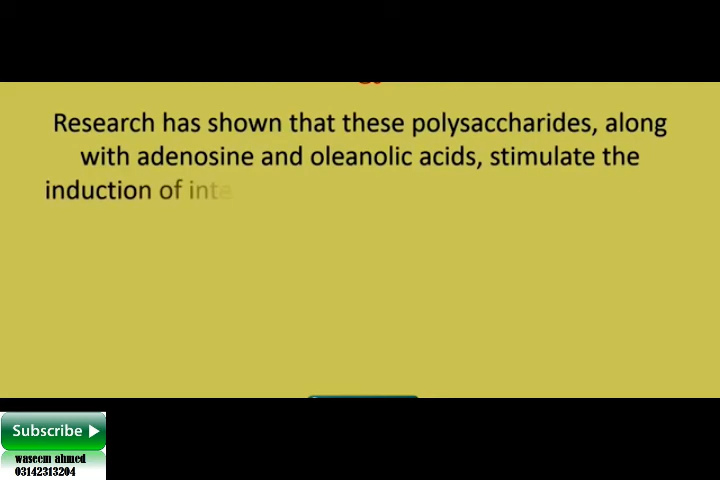 Research has shown that these polysaccharides, along
with adenosine and oleanolic acids, stimulate the
induction of inte
Subscribe
waseem ahmed
03142313204